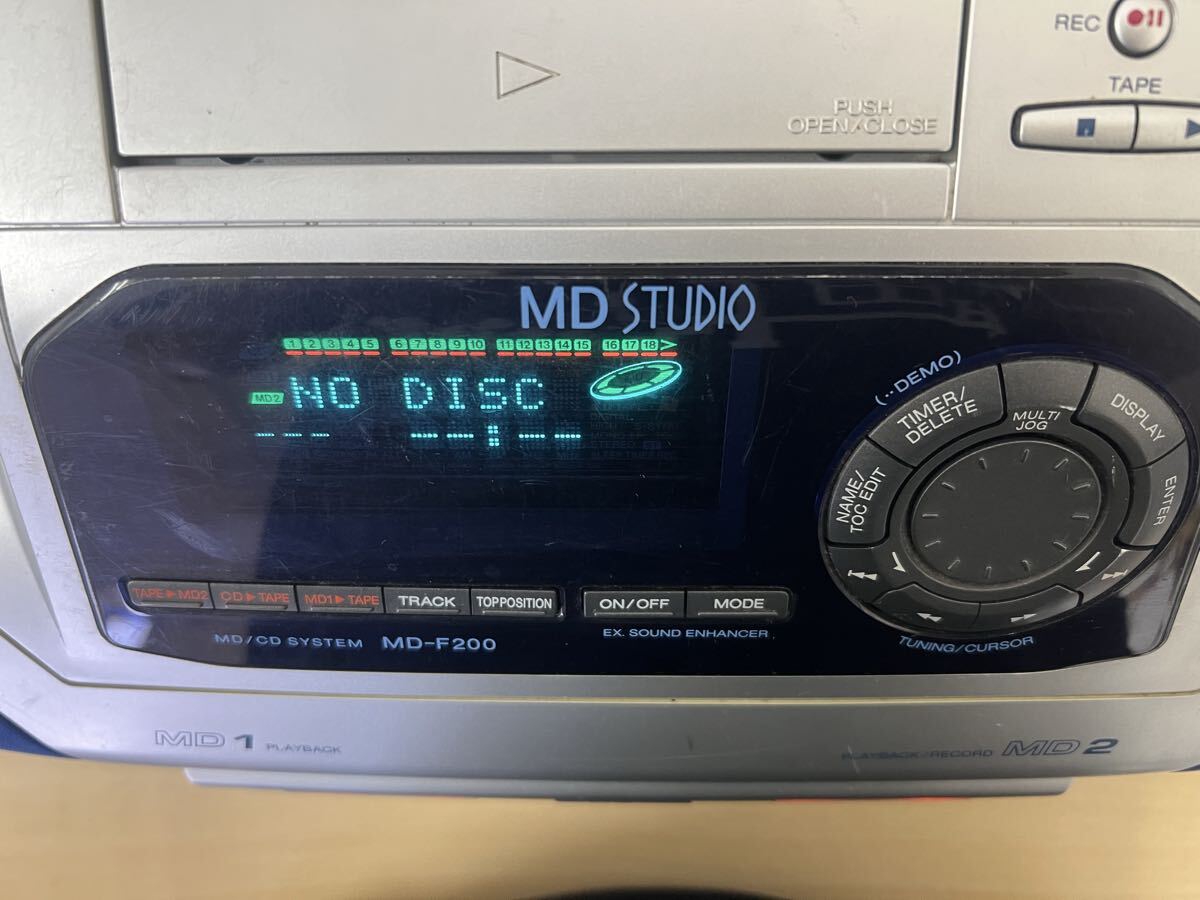 REC
TAPE
PUSH
OPEN/CLOSE
MD STUDIO
1 2 3 4 5 6 7 8 9 10 11 12 13 14 15 16 17 18
MD2 NO DISC
--- --:--
(··DEMO)
TIMER/
DELETE
MULTI
JOG
DISPLAY
NAME/
TOC EDIT
ENTER
TUNING/CURSOR
TAPE▶MD2 CD▶TAPE MD1▶TAPE TRACK TOPPOSITION ON/OFF MODE
MD/CD SYSTEM MD-F200
EX. SOUND ENHANCER
MD 1 PLAYBACK
PLAYBACK/RECORD MD 2